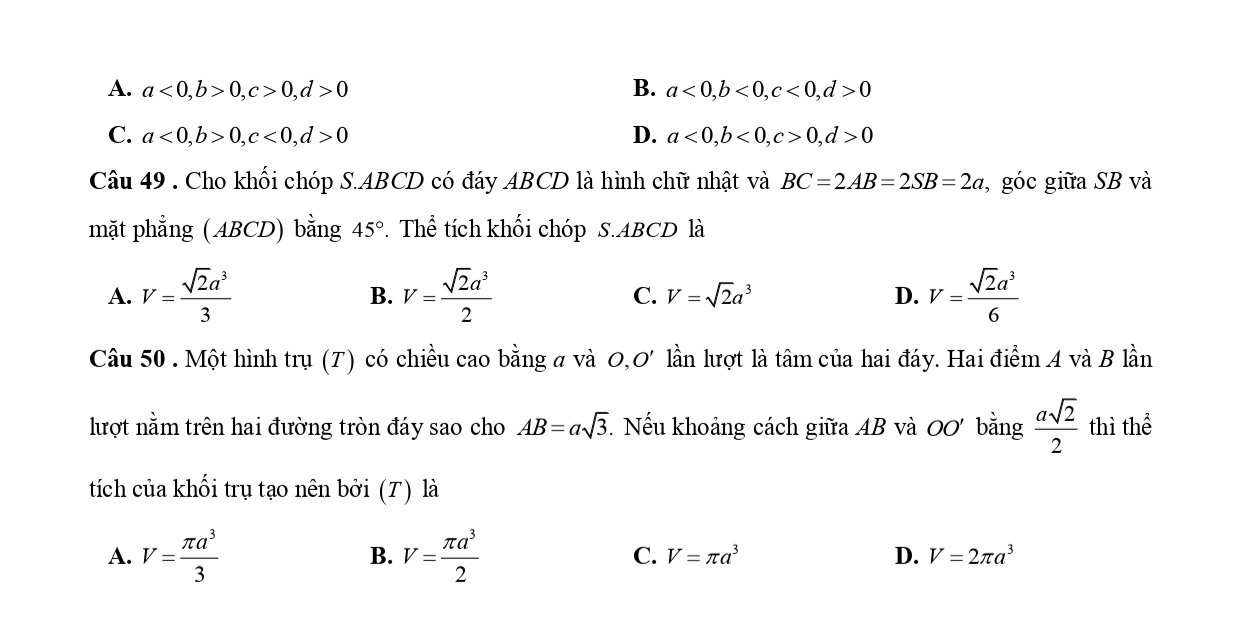 A. a < 0, b > 0, c > 0, d > 0 B. a < 0, b < 0, c < 0, d > 0
C. a < 0, b > 0, c < 0, d > 0 D. a < 0, b < 0, c > 0, d > 0
Câu 49 . Cho khối chóp S.ABCD có đáy ABCD là hình chữ nhật và BC = 2AB = 2SB = 2a, góc giữa SB và
mặt phẳng (ABCD) bằng 45°. Thể tích khối chóp S.ABCD là
A. V = \frac{\sqrt{2}a^3}{3} B. V = \frac{\sqrt{2}a^3}{2} C. V = \sqrt{2}a^3 D. V = \frac{\sqrt{2}a^3}{6}
Câu 50 . Một hình trụ (T) có chiều cao bằng a và O, O' lần lượt là tâm của hai đáy. Hai điểm A và B lần
lượt nằm trên hai đường tròn đáy sao cho AB = a\sqrt{3}. Nếu khoảng cách giữa AB và OO' bằng \frac{a\sqrt{2}}{2} thì thể
tích của khối trụ tạo nên bởi (T) là
A. V = \frac{\pi a^3}{3} B. V = \frac{\pi a^3}{2} C. V = \pi a^3 D. V = 2\pi a^3